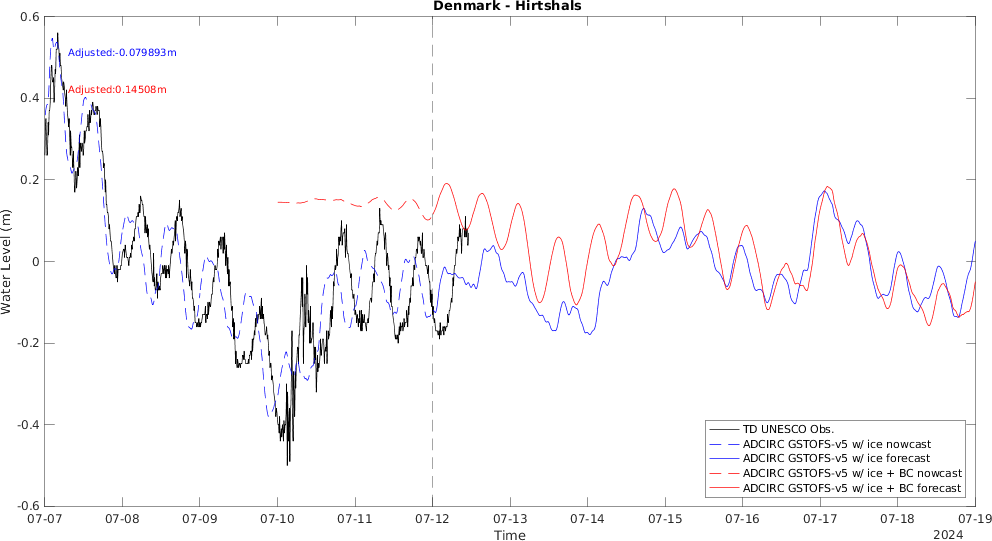 Denmark - Hirtshals
0.6
0.4
0.2
0
-0.2
-0.4
-0.6
Water Level (m)
Adjusted:-0.079893m
Adjusted:0.14508m
TD UNESCO Obs.
ADCIRC GSTOFS-v5 w/ ice nowcast
ADCIRC GSTOFS-v5 w/ ice forecast
ADCIRC GSTOFS-v5 w/ ice + BC nowcast
ADCIRC GSTOFS-v5 w/ ice + BC forecast
07-07 07-08 07-09 07-10 07-11 07-12 07-13 07-14 07-15 07-16 07-17 07-18 07-19
Time
2024